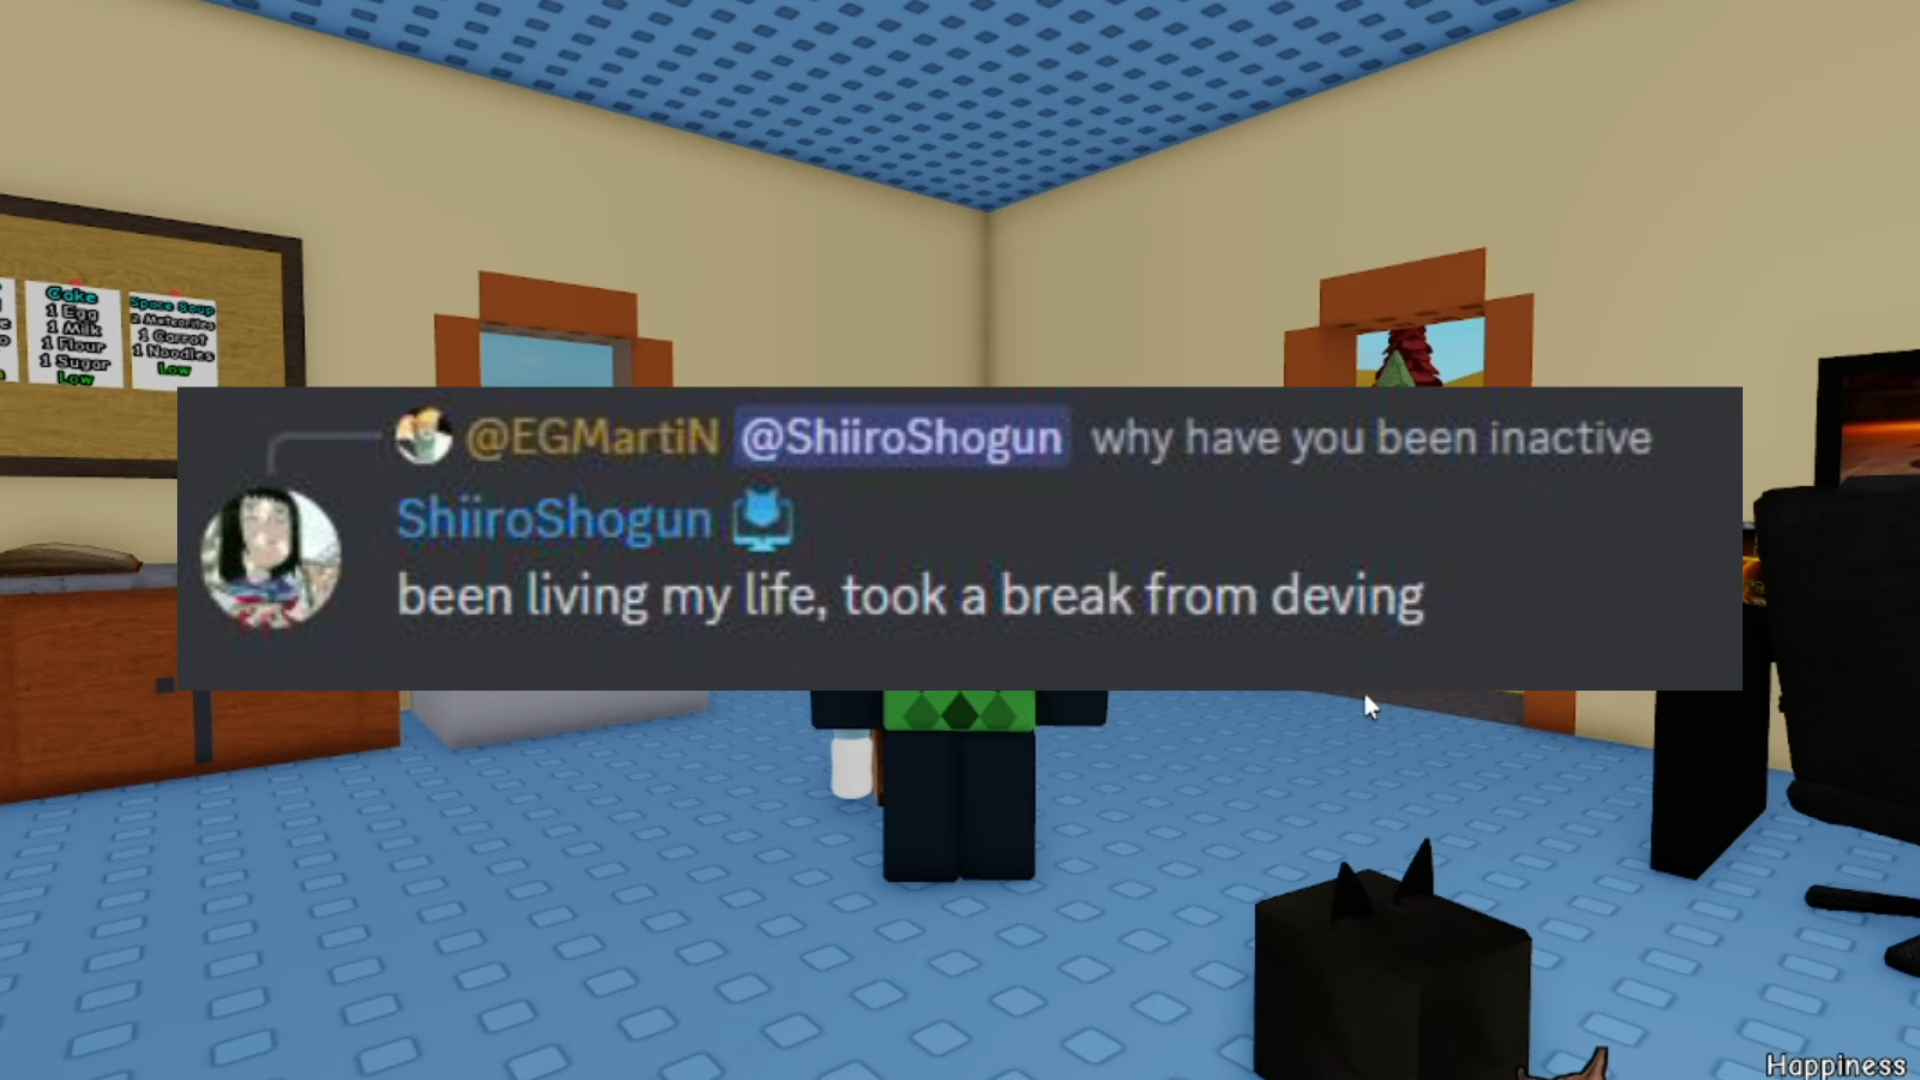 Cake
1 Egg
1 Milk
1 Flour
1 Sugar
Low
Space Soup
2 Meteorites
1 Carrot
1 Noodles
Low
@EGMartiN @ShiiroShogun why have you been inactive
ShiiroShogun
been living my life, took a break from deving
Happiness